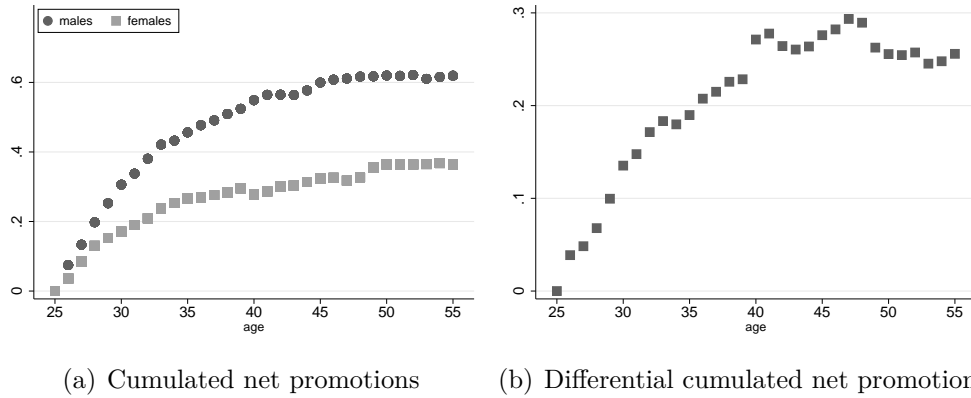 males females
.6
.4
.2
0
25 30 35 40 45 50 55
age
(a) Cumulated net promotions
.3
.2
.1
0
25 30 35 40 45 50 55
age
(b) Differential cumulated net promotion